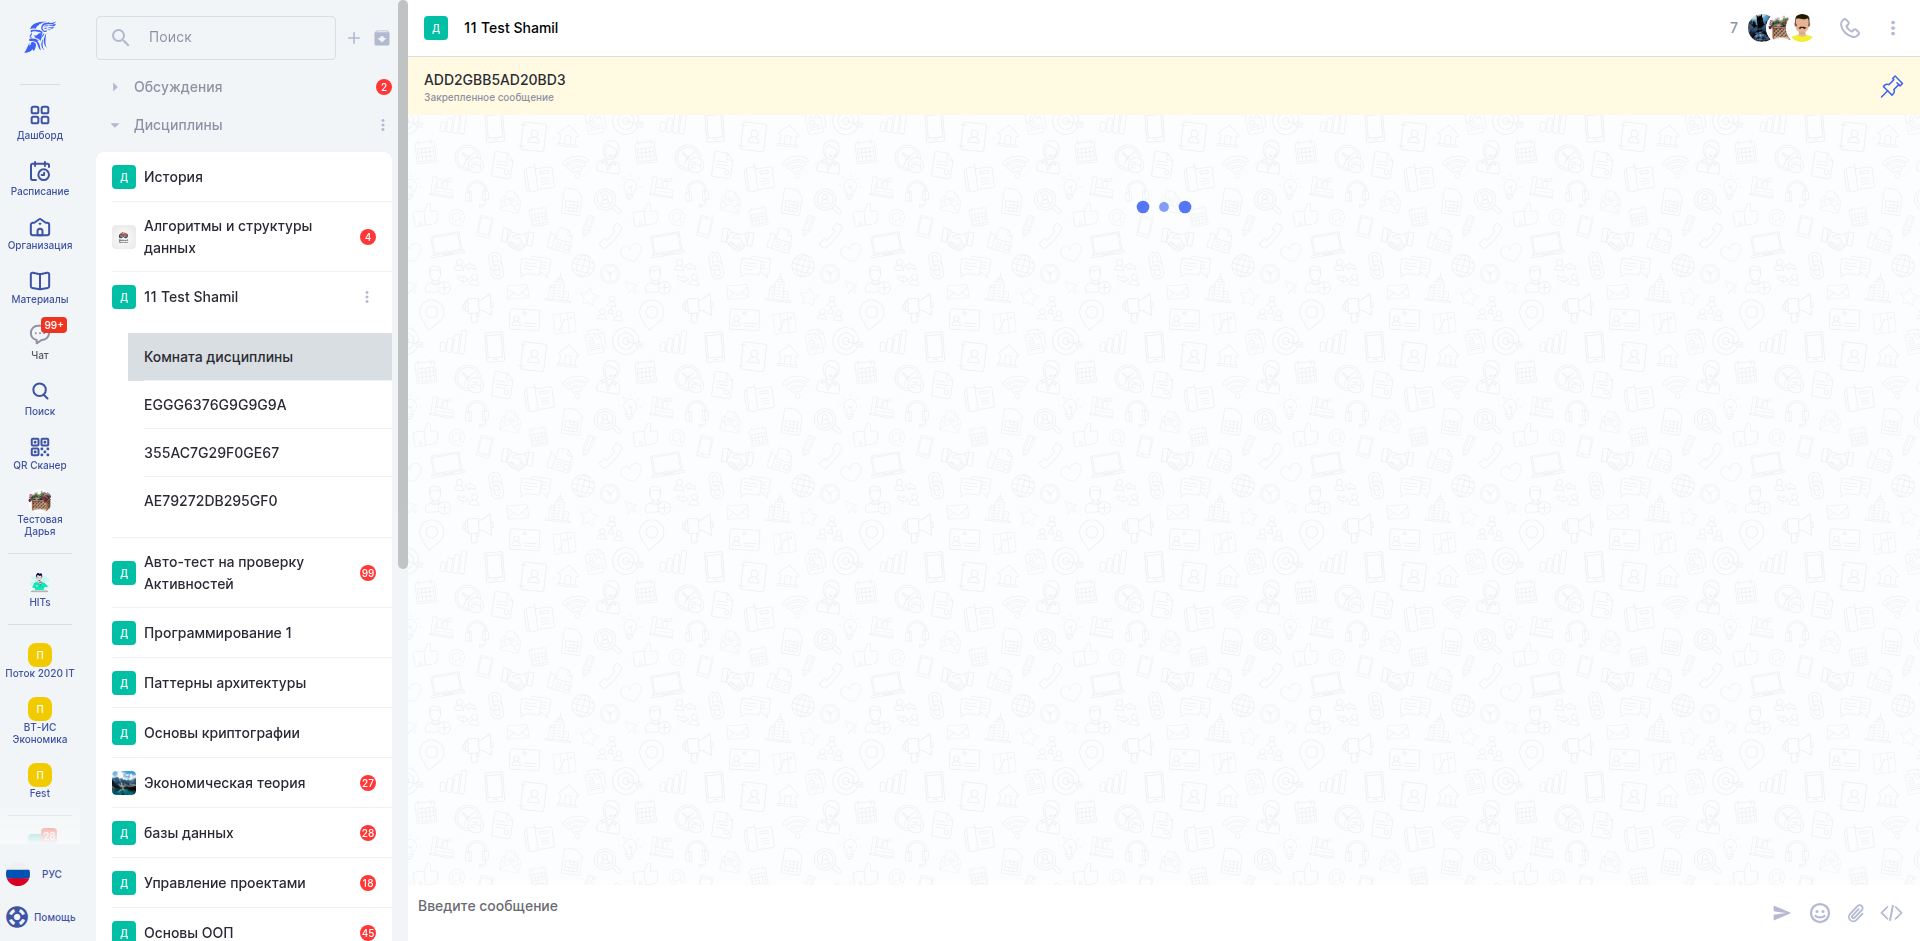 Дашборд
Расписание
Организация
Материалы
99+
Чат
Поиск
QR Сканер
Тестовая
Дарья
HITs
П
Поток 2020 IT
П
ВТ-ИС
Экономика
П
Fest
28
РУС
Помощь
Поиск
Обсуждения
2
Дисциплины
Д
История
Алгоритмы и структуры
данных
4
Д
11 Test Shamil
Комната дисциплины
EGGG6376G9G9G9A
355AC7G29F0GE67
AE79272DB295GF0
Д
Авто-тест на проверку
Активностей
99
Д
Программирование 1
Д
Паттерны архитектуры
Д
Основы криптографии
Экономическая теория
27
Д
базы данных
28
Д
Управление проектами
18
Д
Основы ООП
45
Д
11 Test Shamil
7
ADD2GBB5AD20BD3
Закрепленное сообщение
Введите сообщение